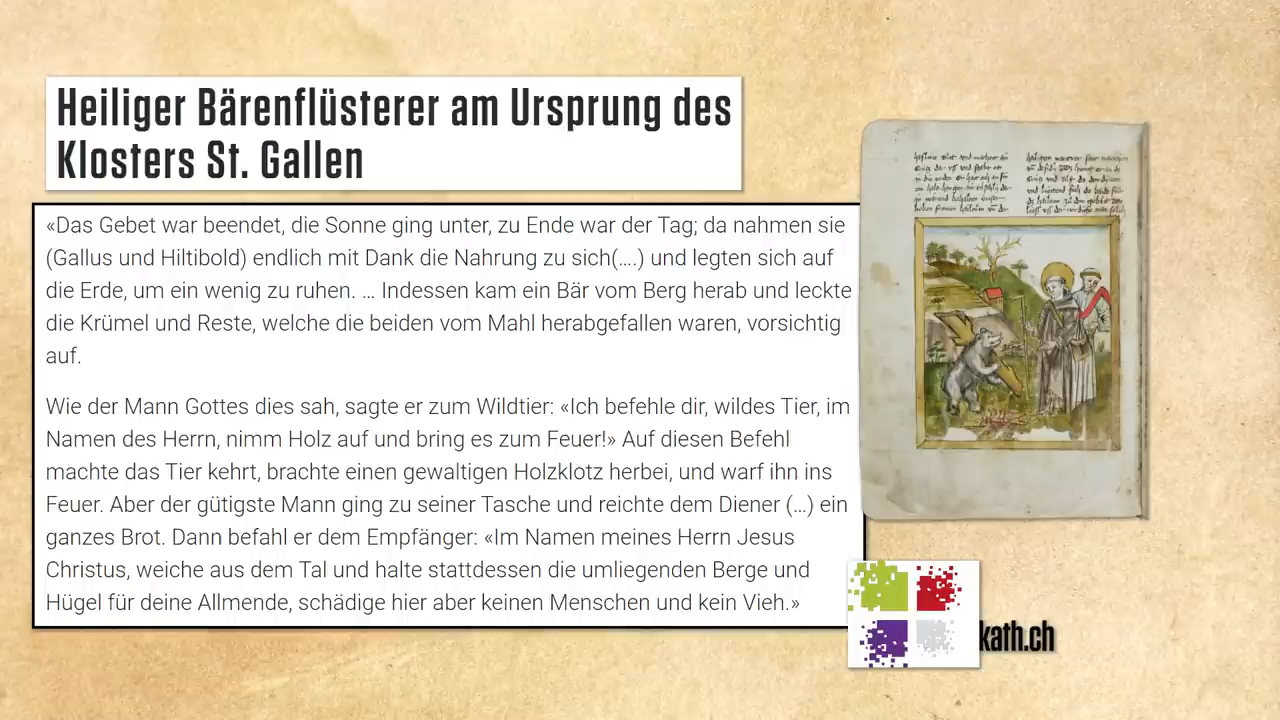 Heiliger Bärenflüsterer am Ursprung des
Klosters St. Gallen
«Das Gebet war beendet, die Sonne ging unter, zu Ende war der Tag; da nahmen sie
(Gallus und Hiltibold) endlich mit Dank die Nahrung zu sich(....) und legten sich auf
die Erde, um ein wenig zu ruhen. ... Indessen kam ein Bär vom Berg herab und leckte
die Krümel und Reste, welche die beiden vom Mahl herabgefallen waren, vorsichtig
auf.
Wie der Mann Gottes dies sah, sagte er zum Wildtier: «Ich befehle dir, wildes Tier, im
Namen des Herrn, nimm Holz auf und bring es zum Feuer!» Auf diesen Befehl
machte das Tier kehrt, brachte einen gewaltigen Holzklotz herbei, und warf ihn ins
Feuer. Aber der gütigste Mann ging zu seiner Tasche und reichte dem Diener (...) ein
ganzes Brot. Dann befahl er dem Empfänger: «Im Namen meines Herrn Jesus
Christus, weiche aus dem Tal und halte stattdessen die umliegenden Berge und
Hügel für deine Allmende, schädige hier aber keinen Menschen und kein Vieh.»
kath.ch